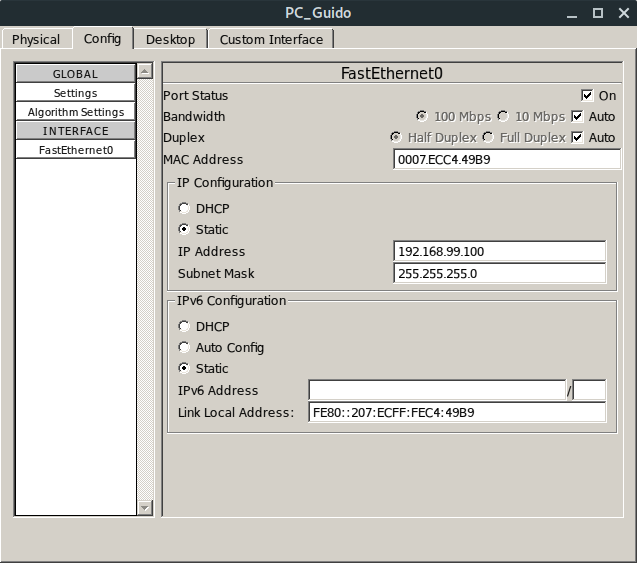 PC_Guido
Physical Config Desktop Custom Interface
GLOBAL
Settings
Algorithm Settings
INTERFACE
FastEthernet0
FastEthernet0
Port Status On
Bandwidth 100 Mbps 10 Mbps Auto
Duplex Half Duplex Full Duplex Auto
MAC Address 0007.ECC4.49B9
IP Configuration
DHCP
Static
IP Address 192.168.99.100
Subnet Mask 255.255.255.0
IPv6 Configuration
DHCP
Auto Config
Static
IPv6 Address /
Link Local Address: FE80::207:ECFF:FEC4:49B9